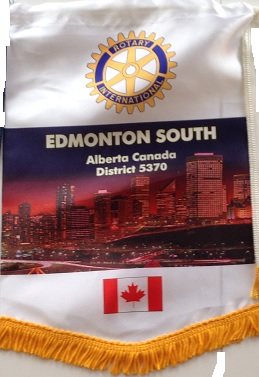 ROTARY
INTERNATIONAL
EDMONTON SOUTH
Alberta Canada
District 5370